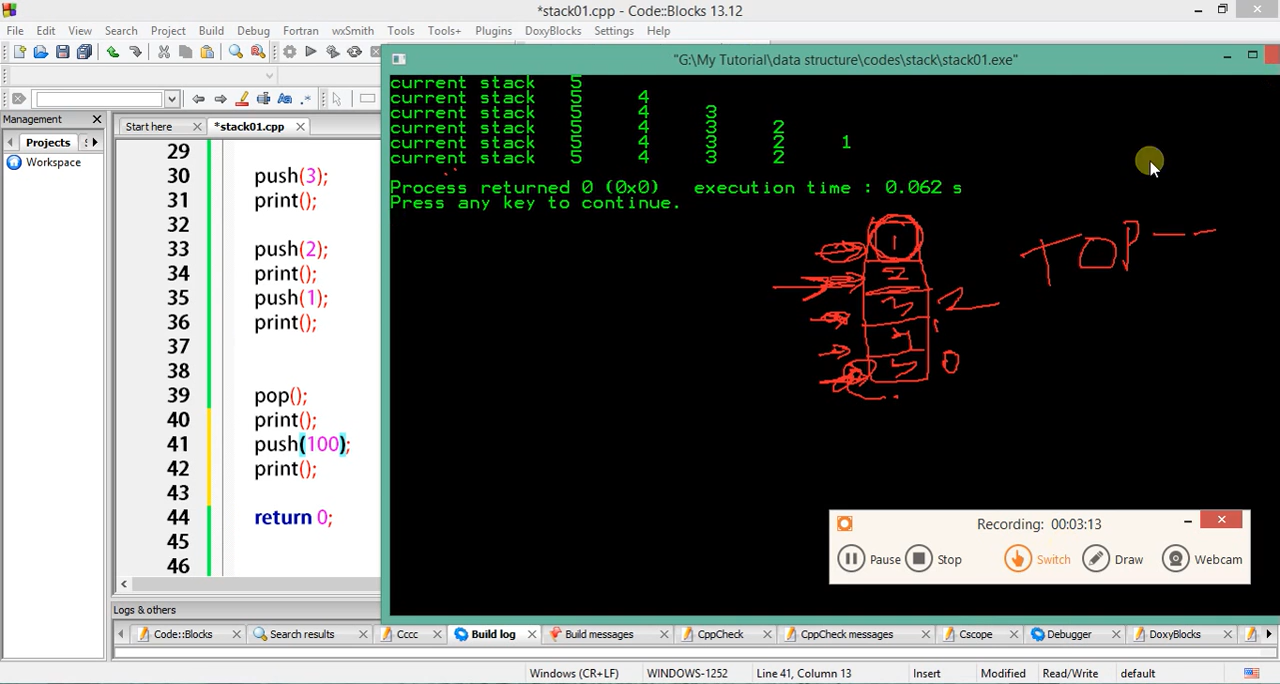 *stack01.cpp - Code::Blocks 13.12
File Edit View Search Project Build Debug Fortran wxSmith Tools Tools+ Plugins DoxyBlocks Settings Help
"G:\My Tutorial\data structure\codes\stack\stack01.exe"
Management
Projects
Workspace
Start here
*stack01.cpp
29
30 push(3);
31 print();
32
33 push(2);
34 print();
35 push(1);
36 print();
37
38
39 pop();
40 print();
41 push(100);
42 print();
43
44 return 0;
45
46
current stack 5
current stack 5 4
current stack 5 4 3
current stack 5 4 3 2
current stack 5 4 3 2 1
current stack 5 4 3 2
Process returned 0 (0x0) execution time : 0.062 s
Press any key to continue.
TOP--
1
2
3 2
4
5 0
Recording: 00:03:13
Pause Stop Switch Draw Webcam
Logs & others
Code::Blocks Search results Cccc Build log Build messages CppCheck CppCheck messages Cscope Debugger DoxyBlocks
Windows (CR+LF) WINDOWS-1252 Line 41, Column 13 Insert Modified Read/Write default